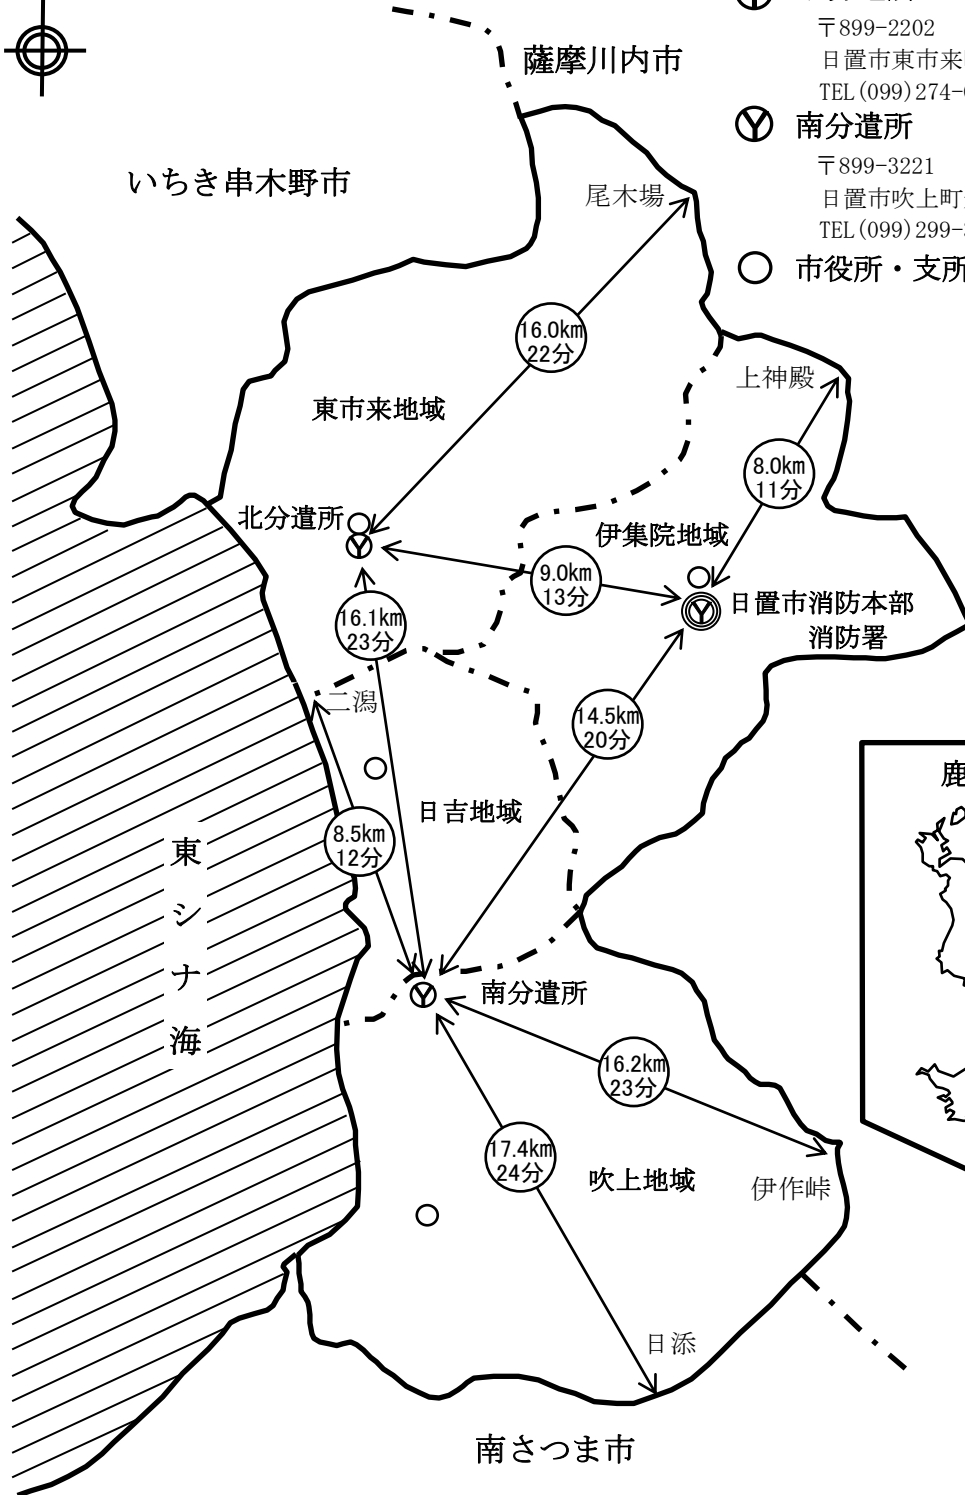 薩摩川内市
〒899-2202
日置市東市来
TEL(099)274-
南分遣所
〒899-3221
日置市吹上町
TEL(099)299-
市役所・支所
いちき串木野市
尾木場
16.0km
22分
上神殿
東市来地域
8.0km
11分
北分遣所
伊集院地域
9.0km
13分
日置市消防本部
消防署
16.1km
23分
二潟
14.5km
20分
鹿
日吉地域
8.5km
12分
東シナ海
南分遣所
16.2km
23分
17.4km
24分
吹上地域
伊作峠
日添
南さつま市